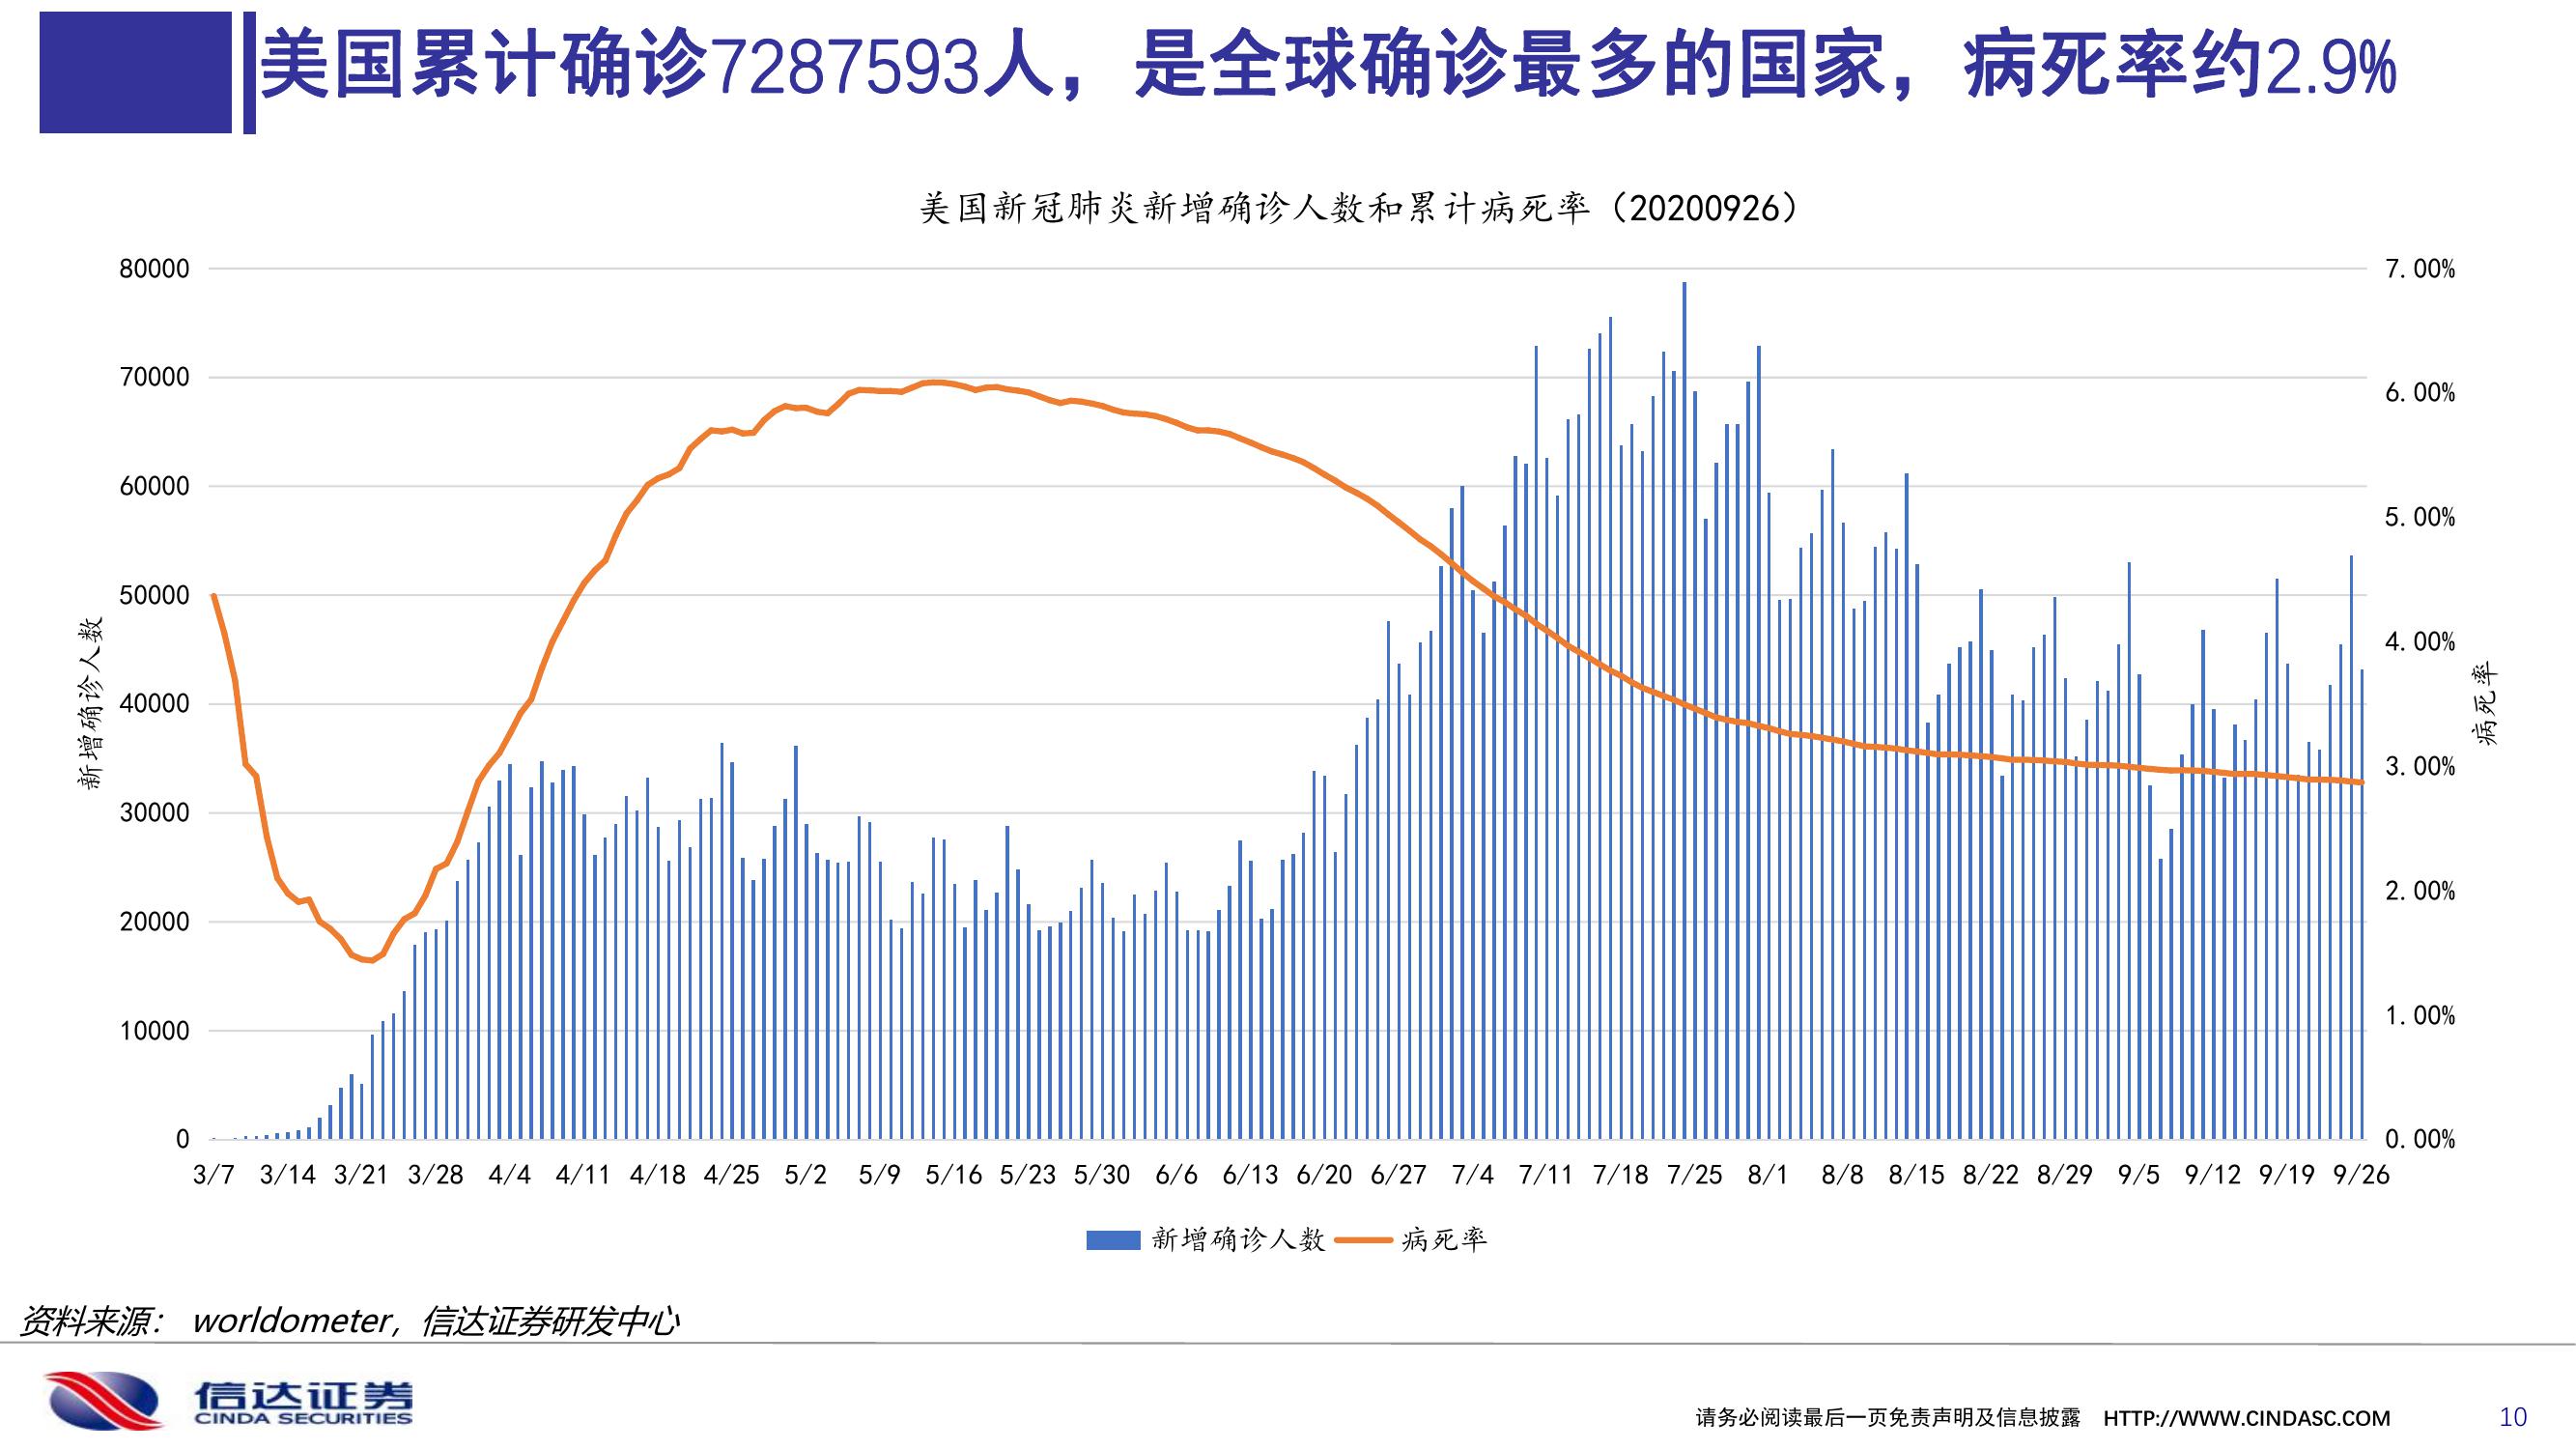 美国累计确诊7287593人，是全球确诊最多的国家，病死率约2.9%
美国新冠肺炎新增确诊人数和累计病死率（20200926）
80000
70000
60000
50000
40000
30000
20000
10000
0
新增确诊人数
7.00%
6.00%
5.00%
4.00%
3.00%
2.00%
1.00%
0.00%
病死率
3/7 3/14 3/21 3/28 4/4 4/11 4/18 4/25 5/2 5/9 5/16 5/23 5/30 6/6 6/13 6/20 6/27 7/4 7/11 7/18 7/25 8/1 8/8 8/15 8/22 8/29 9/5 9/12 9/19 9/26
新增确诊人数 病死率
资料来源： worldometer，信达证券研发中心
信达证券
CINDA SECURITIES
请务必阅读最后一页免责声明及信息披露 HTTP://WWW.CINDASC.COM 10